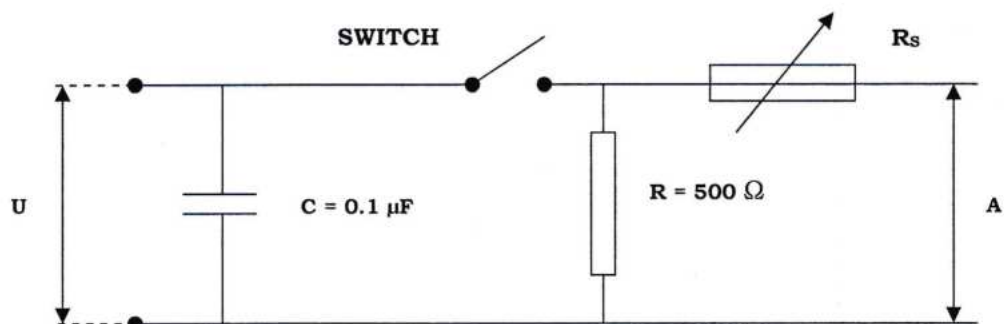 SWITCH
Rs
U
C = 0.1 µF
R = 500 Ω
A